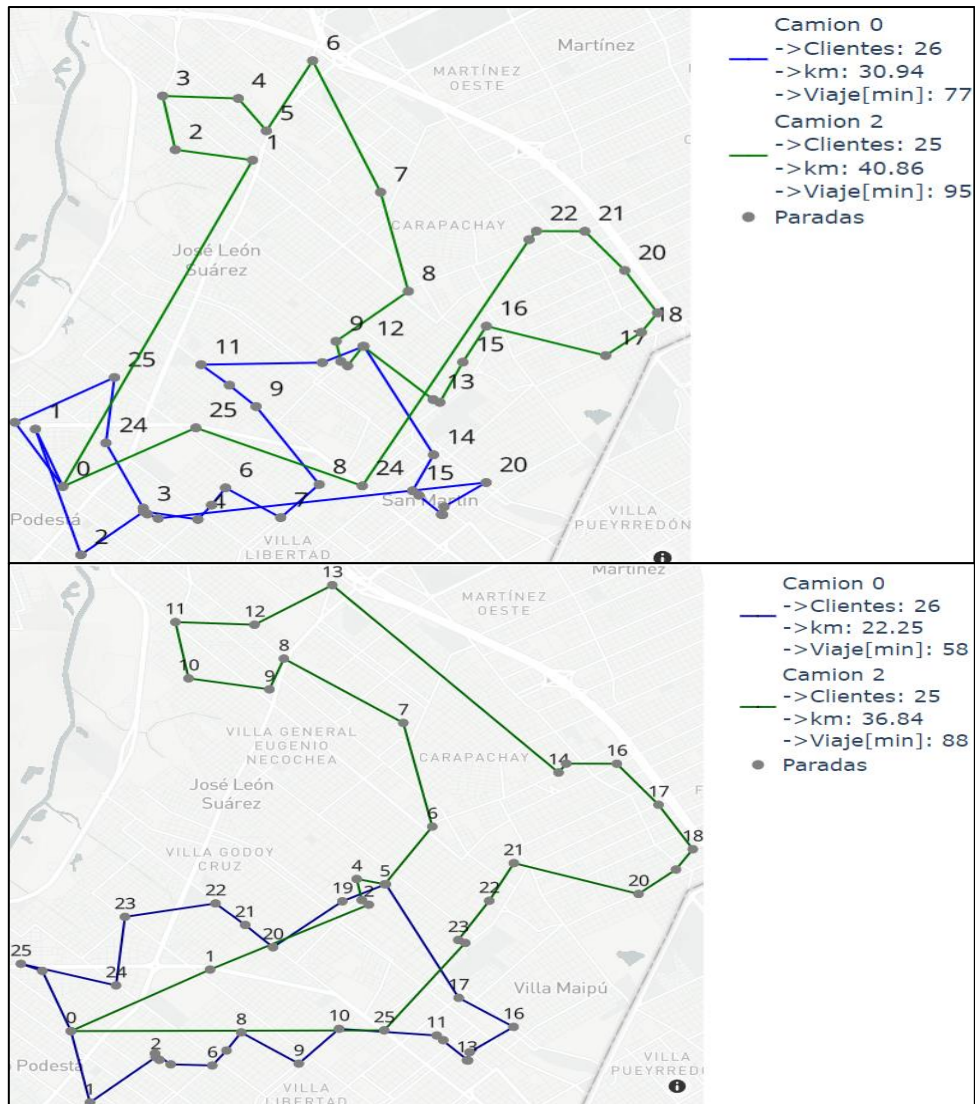 6
Martínez
3
4
MARTÍNEZ
OESTE
5
2
1
7
CARAPACHAY
22
21
José León
Suárez
20
8
16
18
9
12
17
11
15
25
13
9
1
24
25
14
0
6
8
24
15
20
3
4
7
San Martín
Podestá
VILLA
PUEYRREDÓN
2
VILLA
LIBERTAD
Camion 0
->Clientes: 26
->km: 30.94
->Viaje[min]: 77
Camion 2
->Clientes: 25
->km: 40.86
->Viaje[min]: 95
Paradas
13
Martínez
11
12
MARTÍNEZ
OESTE
10
8
9
7
VILLA GENERAL
EUGENIO
NECOCHEA
CARAPACHAY
14
16
José León
Suárez
17
6
18
VILLA GODOY
CRUZ
21
4
5
20
22
19
2
23
22
21
20
23
25
1
24
17
Villa Maipú
0
8
10
25
11
16
2
6
9
13
Podestá
VILLA
PUEYRREDÓ
1
VILLA
LIBERTAD
Camion 0
->Clientes: 26
->km: 22.25
->Viaje[min]: 58
Camion 2
->Clientes: 25
->km: 36.84
->Viaje[min]: 88
Paradas